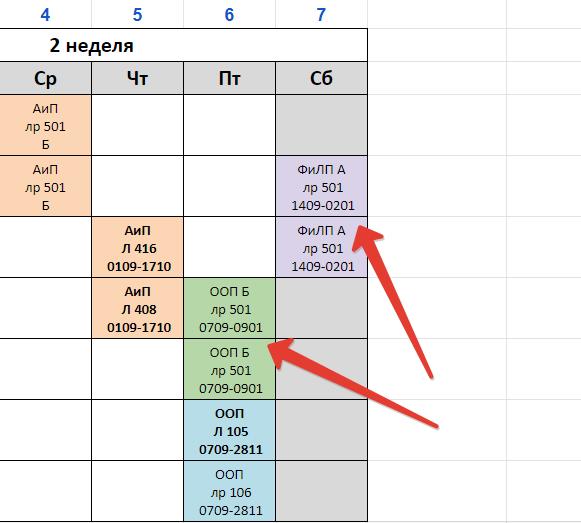 4 5 6 7
2 неделя
Ср Чт Пт Сб
АиП
лр 501
Б
АиП
лр 501
Б
ФиЛП А
лр 501
1409-0201
АиП
Л 416
0109-1710
ФиЛП А
лр 501
1409-0201
АиП
Л 408
0109-1710
ООП Б
лр 501
0709-0901
ООП Б
лр 501
0709-0901
ООП
Л 105
0709-2811
ООП
лр 106
0709-2811